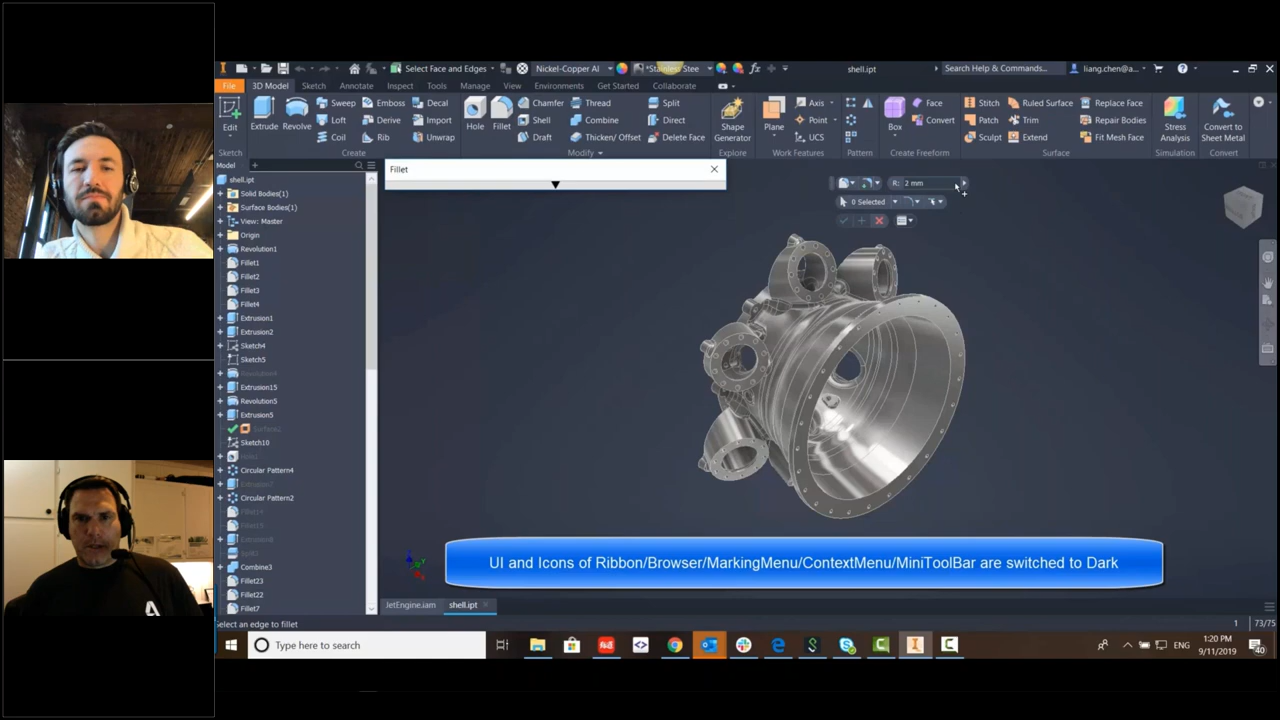 Select Face and Edges
Nickel-Copper Al
*Stainless Stee
shell.ipt
Search Help & Commands...
liang.chen@a...
File
3D Model
Sketch
Annotate
Inspect
Tools
Manage
View
Environments
Get Started
Collaborate
Edit
Sketch
Extrude
Revolve
Sweep
Emboss
Decal
Loft
Derive
Import
Coil
Rib
Unwrap
Create
Hole
Fillet
Chamfer
Thread
Split
Shell
Combine
Direct
Draft
Thicken/ Offset
Delete Face
Modify
Shape
Generator
Explore
Plane
Axis
Point
UCS
Work Features
Pattern
Box
Face
Convert
Create Freeform
Stitch
Ruled Surface
Replace Face
Patch
Trim
Repair Bodies
Sculpt
Extend
Fit Mesh Face
Surface
Stress
Analysis
Simulation
Convert to
Sheet Metal
Convert
Model
shell.ipt
Solid Bodies(1)
Surface Bodies(1)
View: Master
Origin
Revolution1
Fillet1
Fillet2
Fillet3
Fillet4
Extrusion1
Extrusion2
Sketch4
Sketch5
Extrusion15
Revolution5
Extrusion5
Sketch10
Circular Pattern4
Circular Pattern2
Combine3
Fillet23
Fillet22
Fillet7
Fillet
R: 2 mm
0 Selected
UI and Icons of Ribbon/Browser/MarkingMenu/ContextMenu/MiniToolBar are switched to Dark
JetEngine.iam
shell.ipt
Select an edge to fillet
1
73/75
Type here to search
ENG
1:20 PM
9/11/2019
40